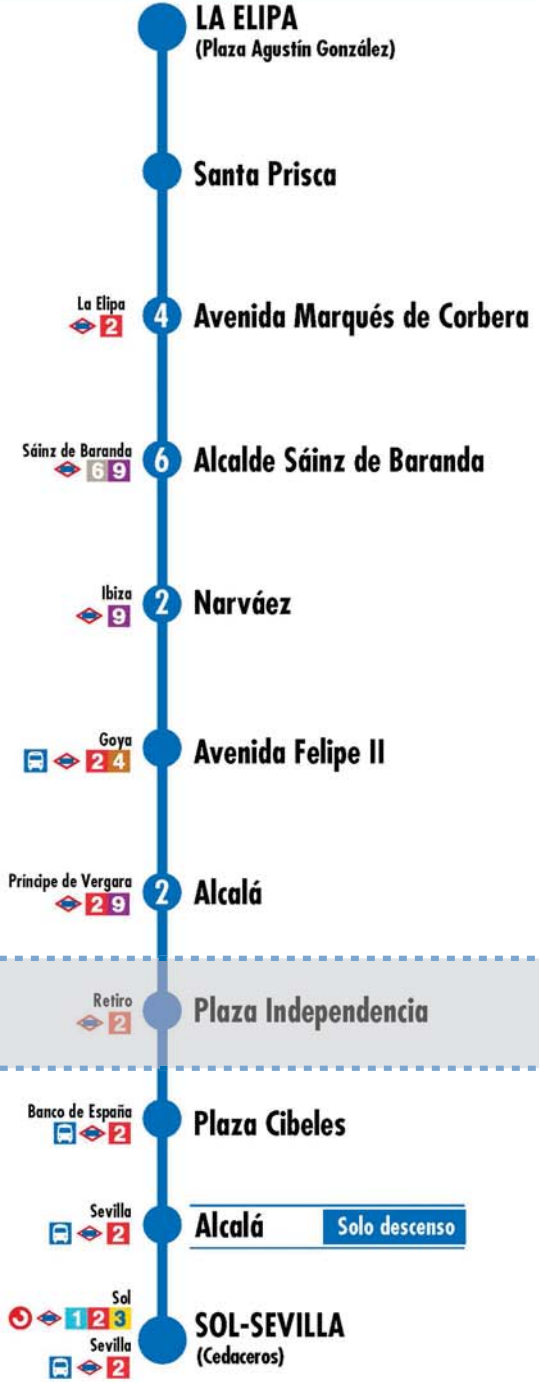 LA ELIPA
(Plaza Agustín González)
Santa Prisca
La Elipa
2
4
Avenida Marqués de Corbera
Sáinz de Baranda
6 9
6
Alcalde Sáinz de Baranda
Ibiza
9
2
Narváez
Goya
2 4
Avenida Felipe II
Príncipe de Vergara
2 9
2
Alcalá
Retiro
2
Plaza Independencia
Banco de España
2
Plaza Cibeles
Sevilla
2
Alcalá
Solo descenso
Sol
1 2 3
Sevilla
2
SOL-SEVILLA
(Cedaceros)